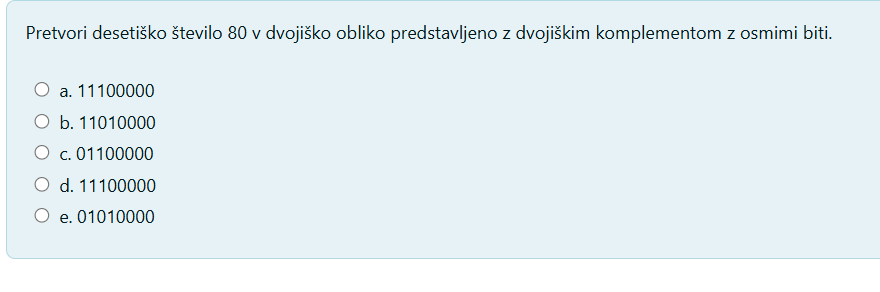 Pretvori desetiško število 80 v dvojiško obliko predstavljeno z dvojiškim komplementom z osmimi biti.
a. 11100000
b. 11010000
c. 01100000
d. 11100000
e. 01010000